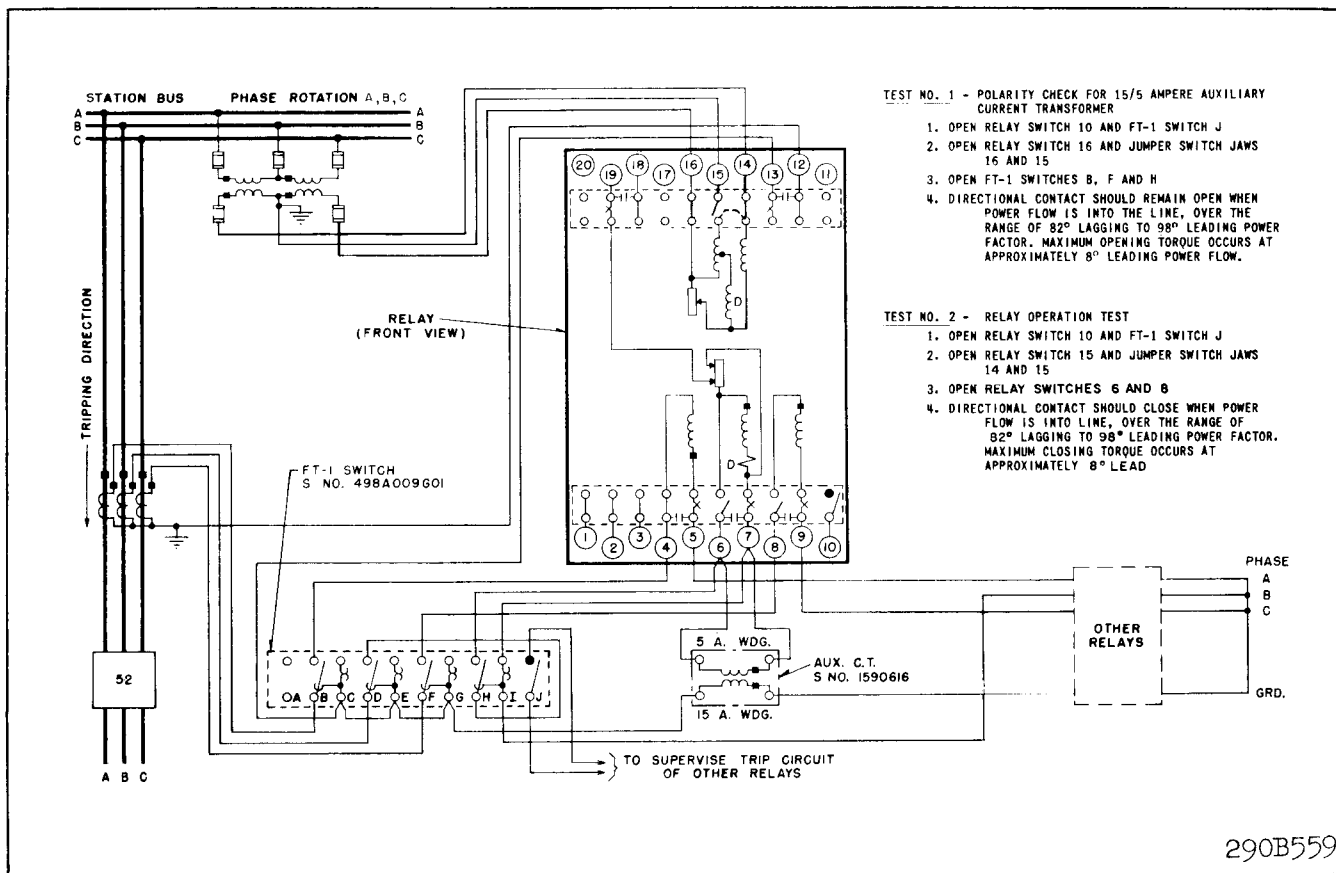 STATION BUS PHASE ROTATION A,B,C
A A
B B
C C
TRIPPING DIRECTION
52
A B C
RELAY
(FRONT VIEW)
20 19 18 17 16 15 14 13 12 11
D
D
1 2 3 4 5 6 7 8 9 10
FT-1 SWITCH
S NO. 498A009G01
A B C D E F G H I J
5 A. WDG.
15 A. WDG.
AUX. C.T.
S NO. 1590616
TO SUPERVISE TRIP CIRCUIT
OF OTHER RELAYS
OTHER
RELAYS
PHASE
A
B
C
GRD.
TEST NO. 1 - POLARITY CHECK FOR 15/5 AMPERE AUXILIARY
CURRENT TRANSFORMER
1. OPEN RELAY SWITCH 10 AND FT-1 SWITCH J
2. OPEN RELAY SWITCH 16 AND JUMPER SWITCH JAWS
16 AND 15
3. OPEN FT-1 SWITCHES B, F AND H
4. DIRECTIONAL CONTACT SHOULD REMAIN OPEN WHEN
POWER FLOW IS INTO THE LINE, OVER THE
RANGE OF 82° LAGGING TO 98° LEADING POWER
FACTOR. MAXIMUM OPENING TORQUE OCCURS AT
APPROXIMATELY 8° LEADING POWER FLOW.
TEST NO. 2 - RELAY OPERATION TEST
1. OPEN RELAY SWITCH 10 AND FT-1 SWITCH J
2. OPEN RELAY SWITCH 15 AND JUMPER SWITCH JAWS
14 AND 15
3. OPEN RELAY SWITCHES 6 AND 8
4. DIRECTIONAL CONTACT SHOULD CLOSE WHEN POWER
FLOW IS INTO LINE, OVER THE RANGE OF
82° LAGGING TO 98° LEADING POWER FACTOR.
MAXIMUM CLOSING TORQUE OCCURS AT
APPROXIMATELY 8° LEAD
290B559